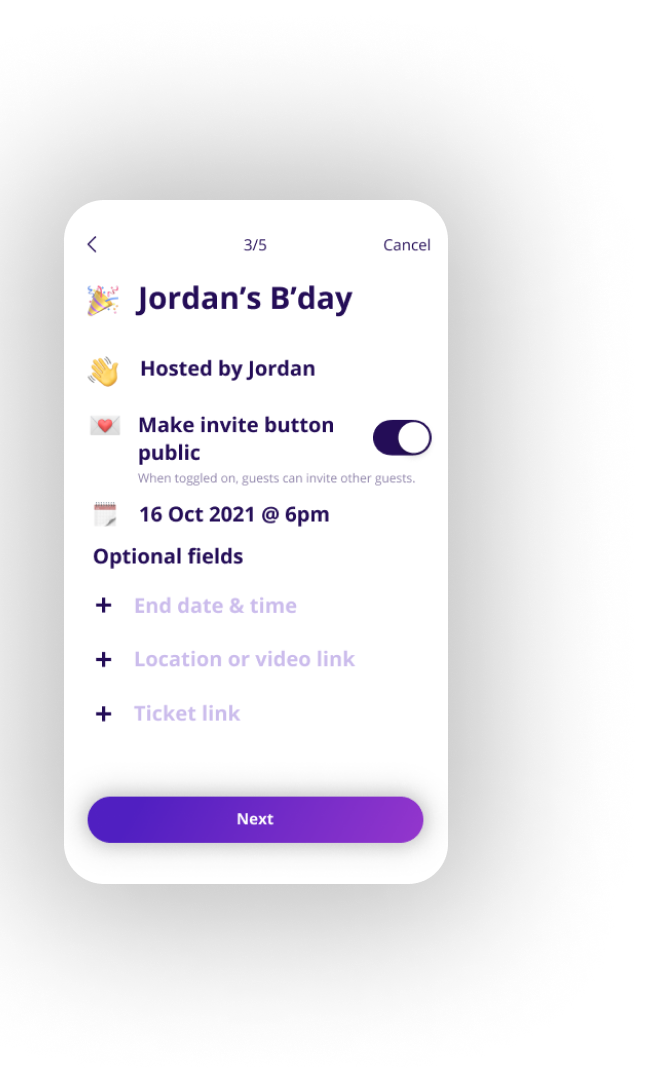 3/5 Cancel
Jordan’s B’day
Hosted by Jordan
Make invite button
public
When toggled on, guests can invite other guests.
16 Oct 2021 @ 6pm
Optional fields
+ End date & time
+ Location or video link
+ Ticket link
Next